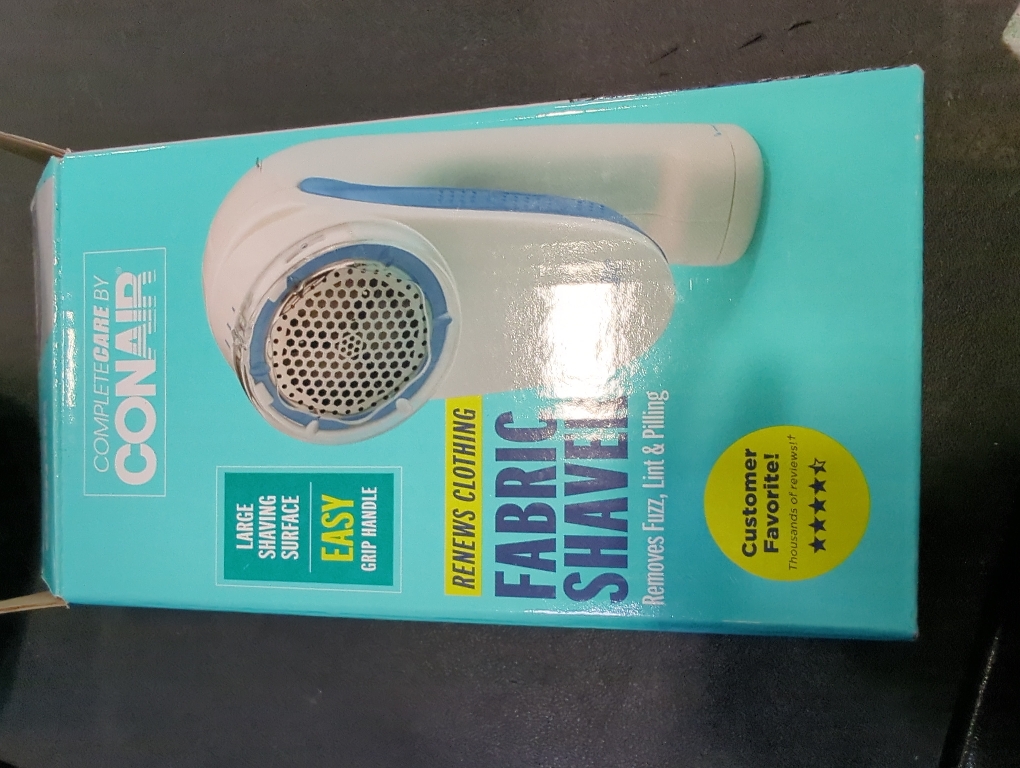 COMPLETECARE BY
CONAIR®
LARGE
SHAVING
SURFACE
EASY
GRIP HANDLE
RENEWS CLOTHING
FABRIC
SHAVER
Removes Fuzz, Lint & Pilling
Customer
Favorite!
Thousands of reviews!†